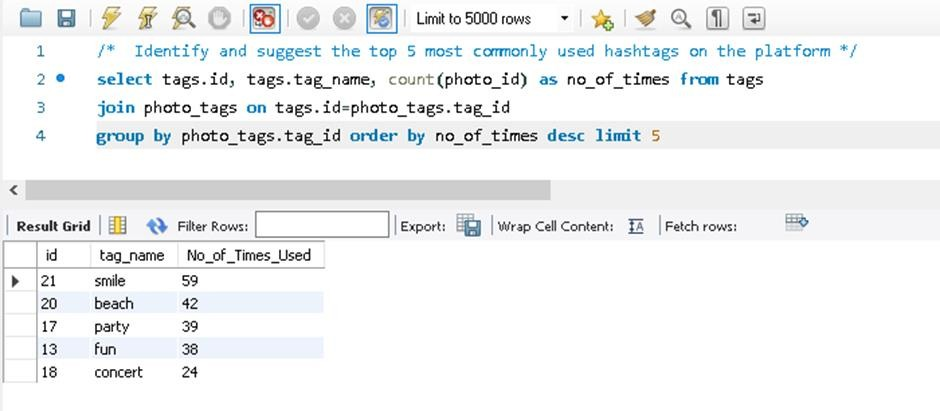 Limit to 5000 rows
1 /* Identify and suggest the top 5 most commonly used hashtags on the platform */
2 select tags.id, tags.tag_name, count(photo_id) as no_of_times from tags
3 join photo_tags on tags.id=photo_tags.tag_id
4 group by photo_tags.tag_id order by no_of_times desc limit 5
Result Grid Filter Rows: Export: Wrap Cell Content: Fetch rows:
id tag_name No_of_Times_Used
21 smile 59
20 beach 42
17 party 39
13 fun 38
18 concert 24